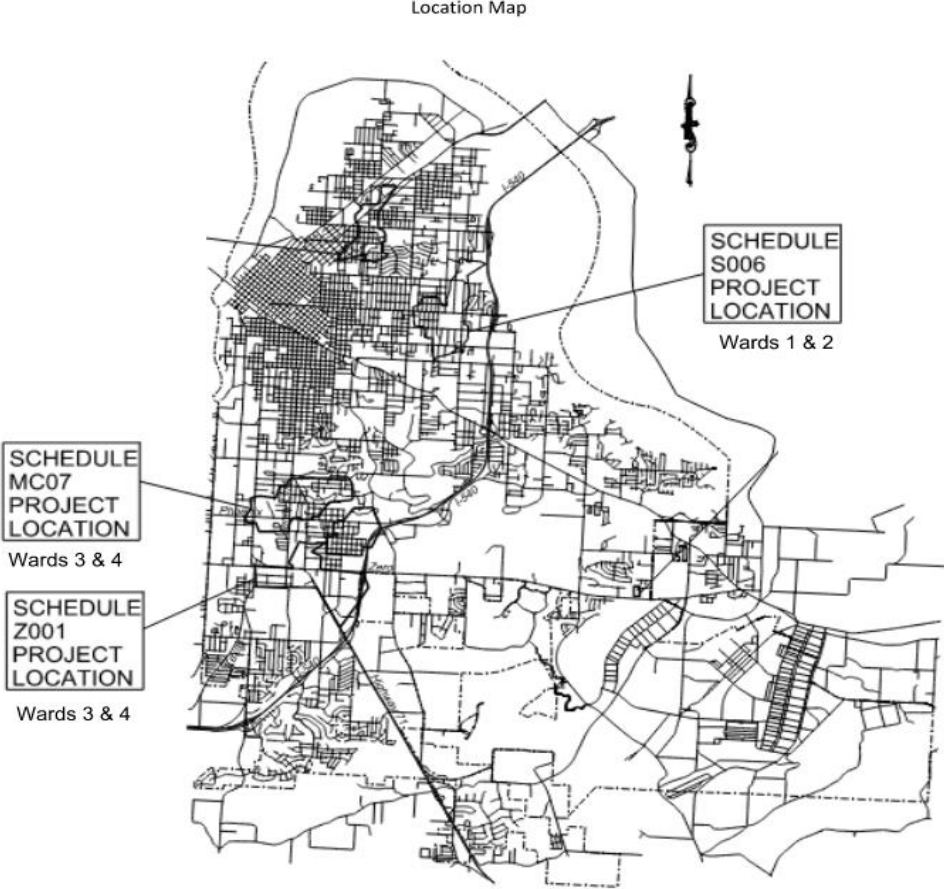 Location Map
I-540
SCHEDULE
S006
PROJECT
LOCATION
Wards 1 & 2
SCHEDULE
MC07
PROJECT
LOCATION
Wards 3 & 4
I-540
Zero
SCHEDULE
Z001
PROJECT
LOCATION
Wards 3 & 4